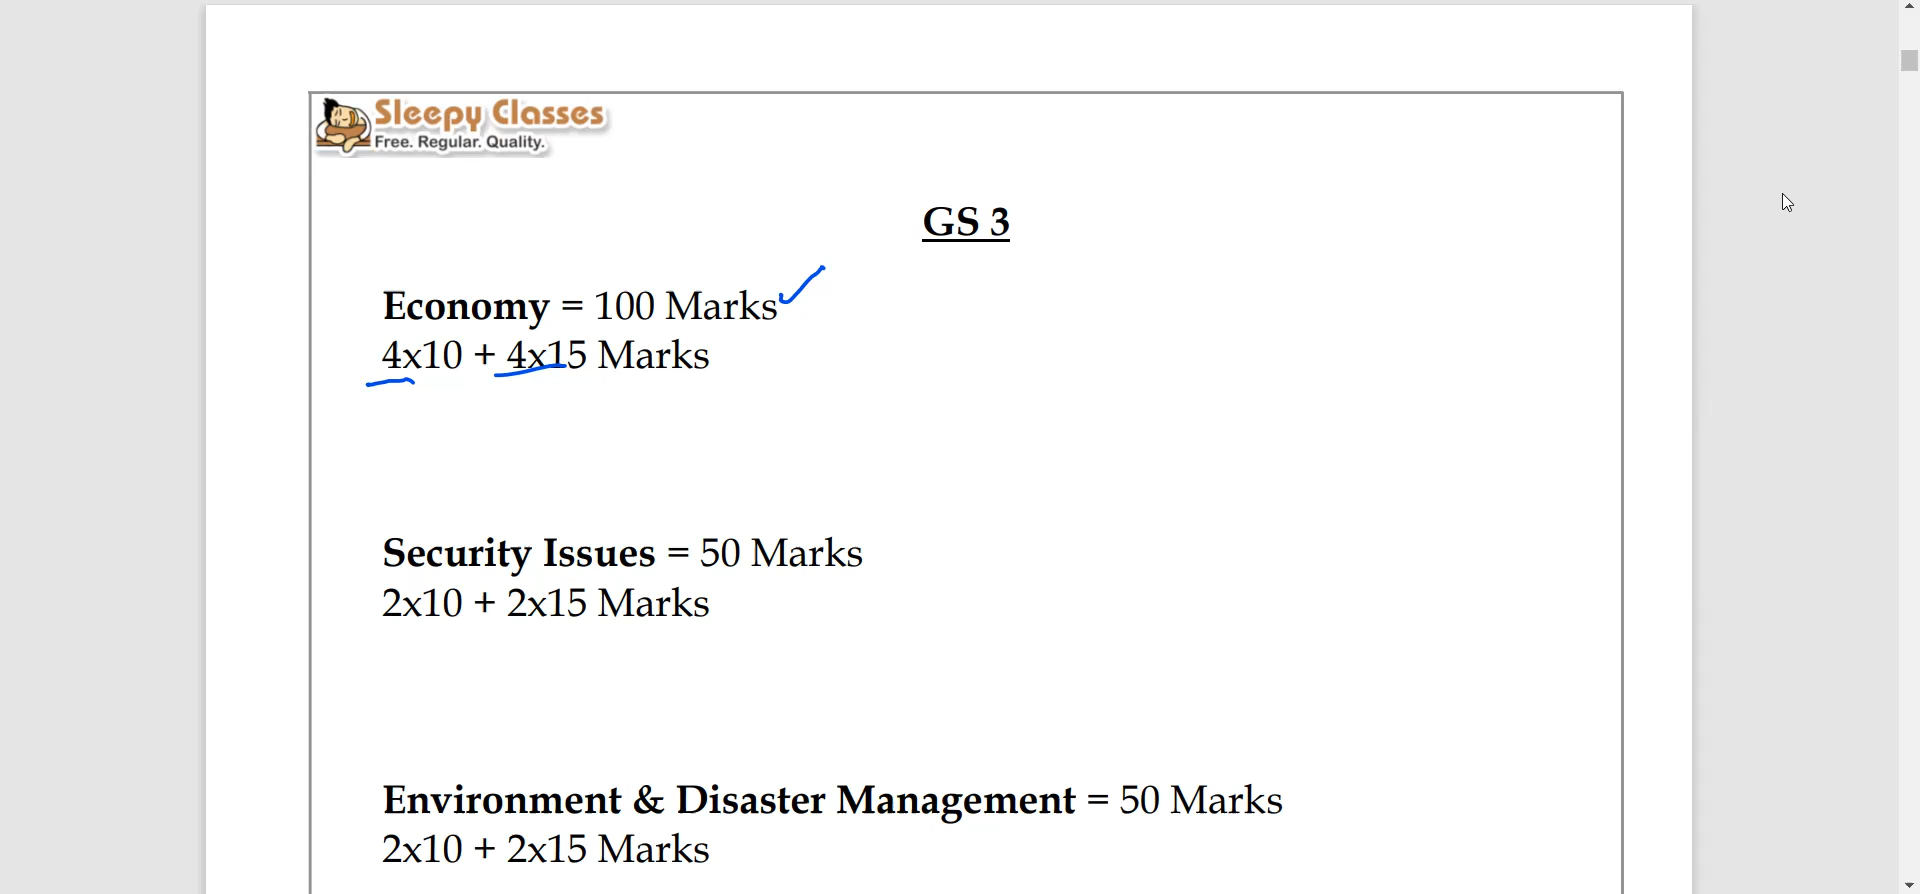 Sleepy Classes
Free. Regular. Quality.
GS 3
Economy = 100 Marks
4x10 + 4x15 Marks
Security Issues = 50 Marks
2x10 + 2x15 Marks
Environment & Disaster Management = 50 Marks
2x10 + 2x15 Marks